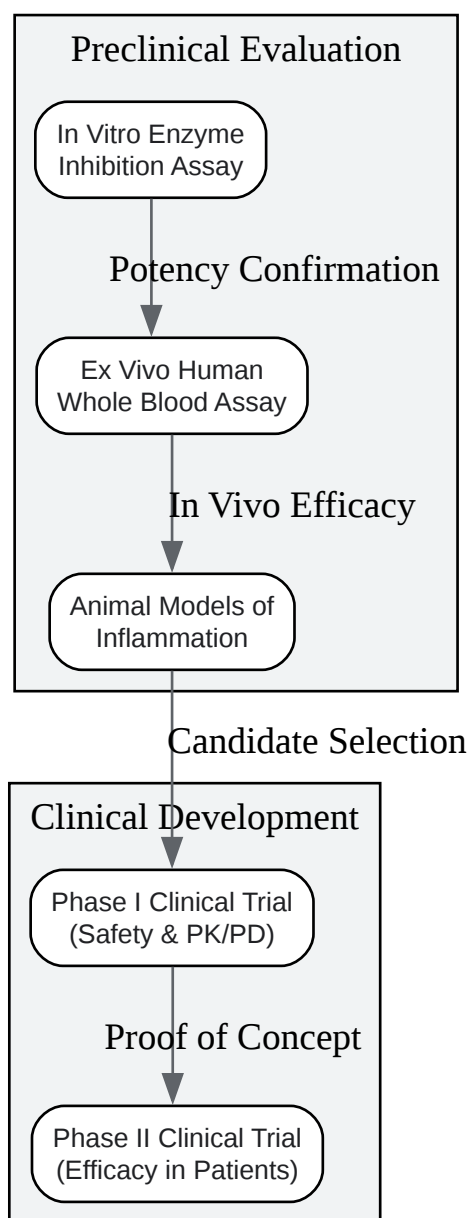 Preclinical Evaluation
In Vitro Enzyme
Inhibition Assay
Potency Confirmation
Ex Vivo Human
Whole Blood Assay
In Vivo Efficacy
Animal Models of
Inflammation
Candidate Selection
Clinical Development
Phase I Clinical Trial
(Safety & PK/PD)
Proof of Concept
Phase II Clinical Trial
(Efficacy in Patients)